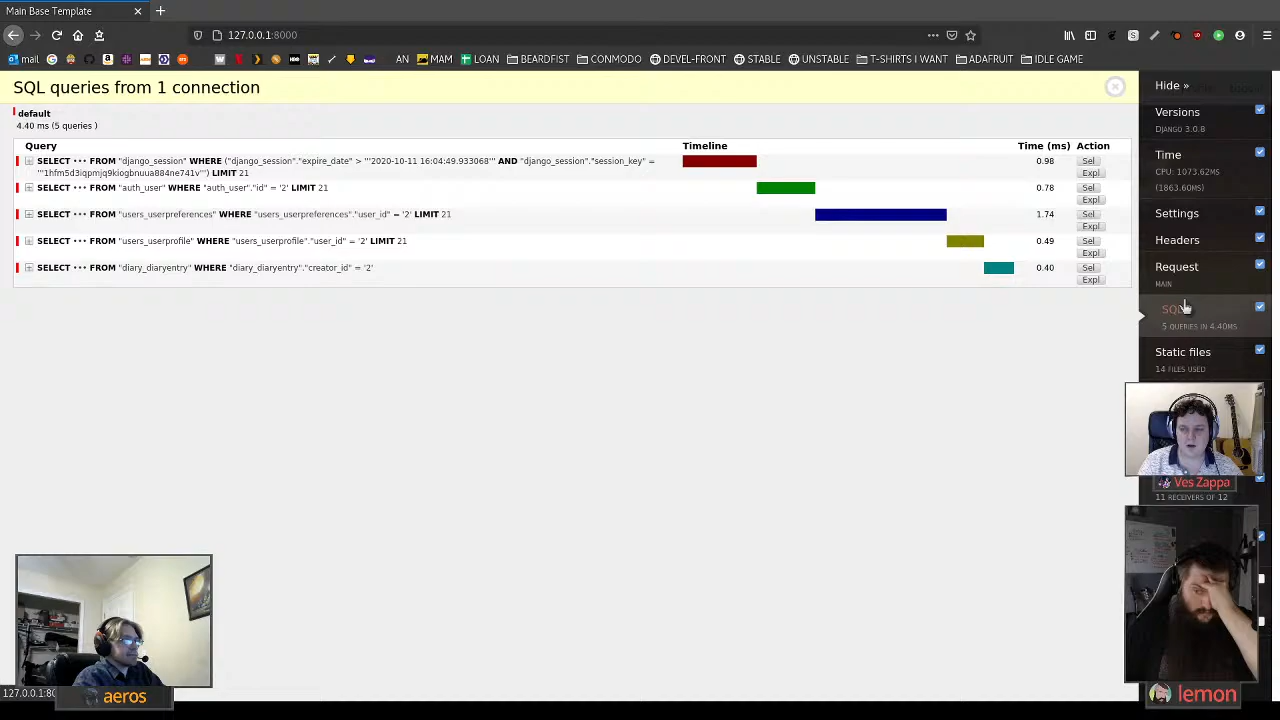 Main Base Template
127.0.0.1:8000
mail
AN
MAM
LOAN
BEARDFIST
CONMODO
DEVEL-FRONT
STABLE
UNSTABLE
T-SHIRTS I WANT
ADAFRUIT
IDLE GAME
SQL queries from 1 connection
default
4.40 ms (5 queries )
Query Timeline Time (ms) Action
SELECT ••• FROM "django_session" WHERE ("django_session"."expire_date" > '''2020-10-11 16:04:49.933068''' AND "django_session"."session_key" =
'''1hfm5d3iqpmjq9kiogbnuua884ne741v''') LIMIT 21
0.98
Sel
Expl
SELECT ••• FROM "auth_user" WHERE "auth_user"."id" = '2' LIMIT 21
0.78
Sel
Expl
SELECT ••• FROM "users_userpreferences" WHERE "users_userpreferences"."user_id" = '2' LIMIT 21
1.74
Sel
Expl
SELECT ••• FROM "users_userprofile" WHERE "users_userprofile"."user_id" = '2' LIMIT 21
0.49
Sel
Expl
SELECT ••• FROM "diary_diaryentry" WHERE "diary_diaryentry"."creator_id" = '2'
0.40
Sel
Expl
Hide »
Versions
DJANGO 3.0.8
Time
CPU: 1073.62MS
(1863.60MS)
Settings
Headers
Request
MAIN
SQL
5 QUERIES IN 4.40MS
Static files
14 FILES USED
Ves Zappa
11 RECEIVERS OF 12
127.0.0.1:80
aeros
lemon